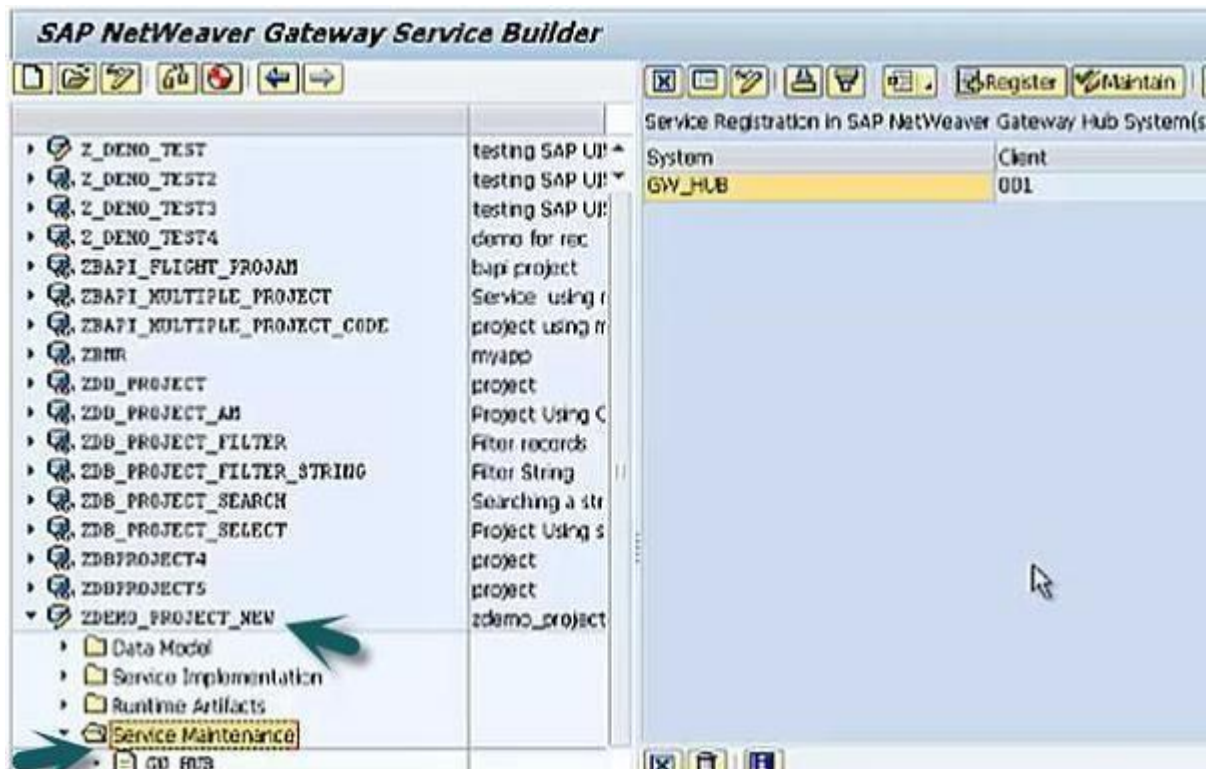 SAP NetWeaver Gateway Service Builder
Register Maintain
Service Registration in SAP NetWeaver Gateway Hub System(s
System Client
GW_HUB 001
Z_DEMO_TEST testing SAP UI
Z_DEMO_TEST2 testing SAP UI
Z_DEMO_TEST3 testing SAP UI
Z_DEMO_TEST4 demo for rec
ZBAPI_FLIGHT_PROJAM bapi project
ZBAPI_MULTIPLE_PROJECT Service using
ZBAPI_MULTIPLE_PROJECT_CODE project using m
ZBMR myapp
ZDB_PROJECT project
ZDB_PROJECT_AM Project Using C
ZDB_PROJECT_FILTER Filter records
ZDB_PROJECT_FILTER_STRING Filter String
ZDB_PROJECT_SEARCH Searching a str
ZDB_PROJECT_SELECT Project Using s
ZDBPROJECT4 project
ZDBPROJECT5 project
ZDEMO_PROJECT_NEW zdemo_project
Data Model
Service Implementation
Runtime Artifacts
Service Maintenance
GW_HUB